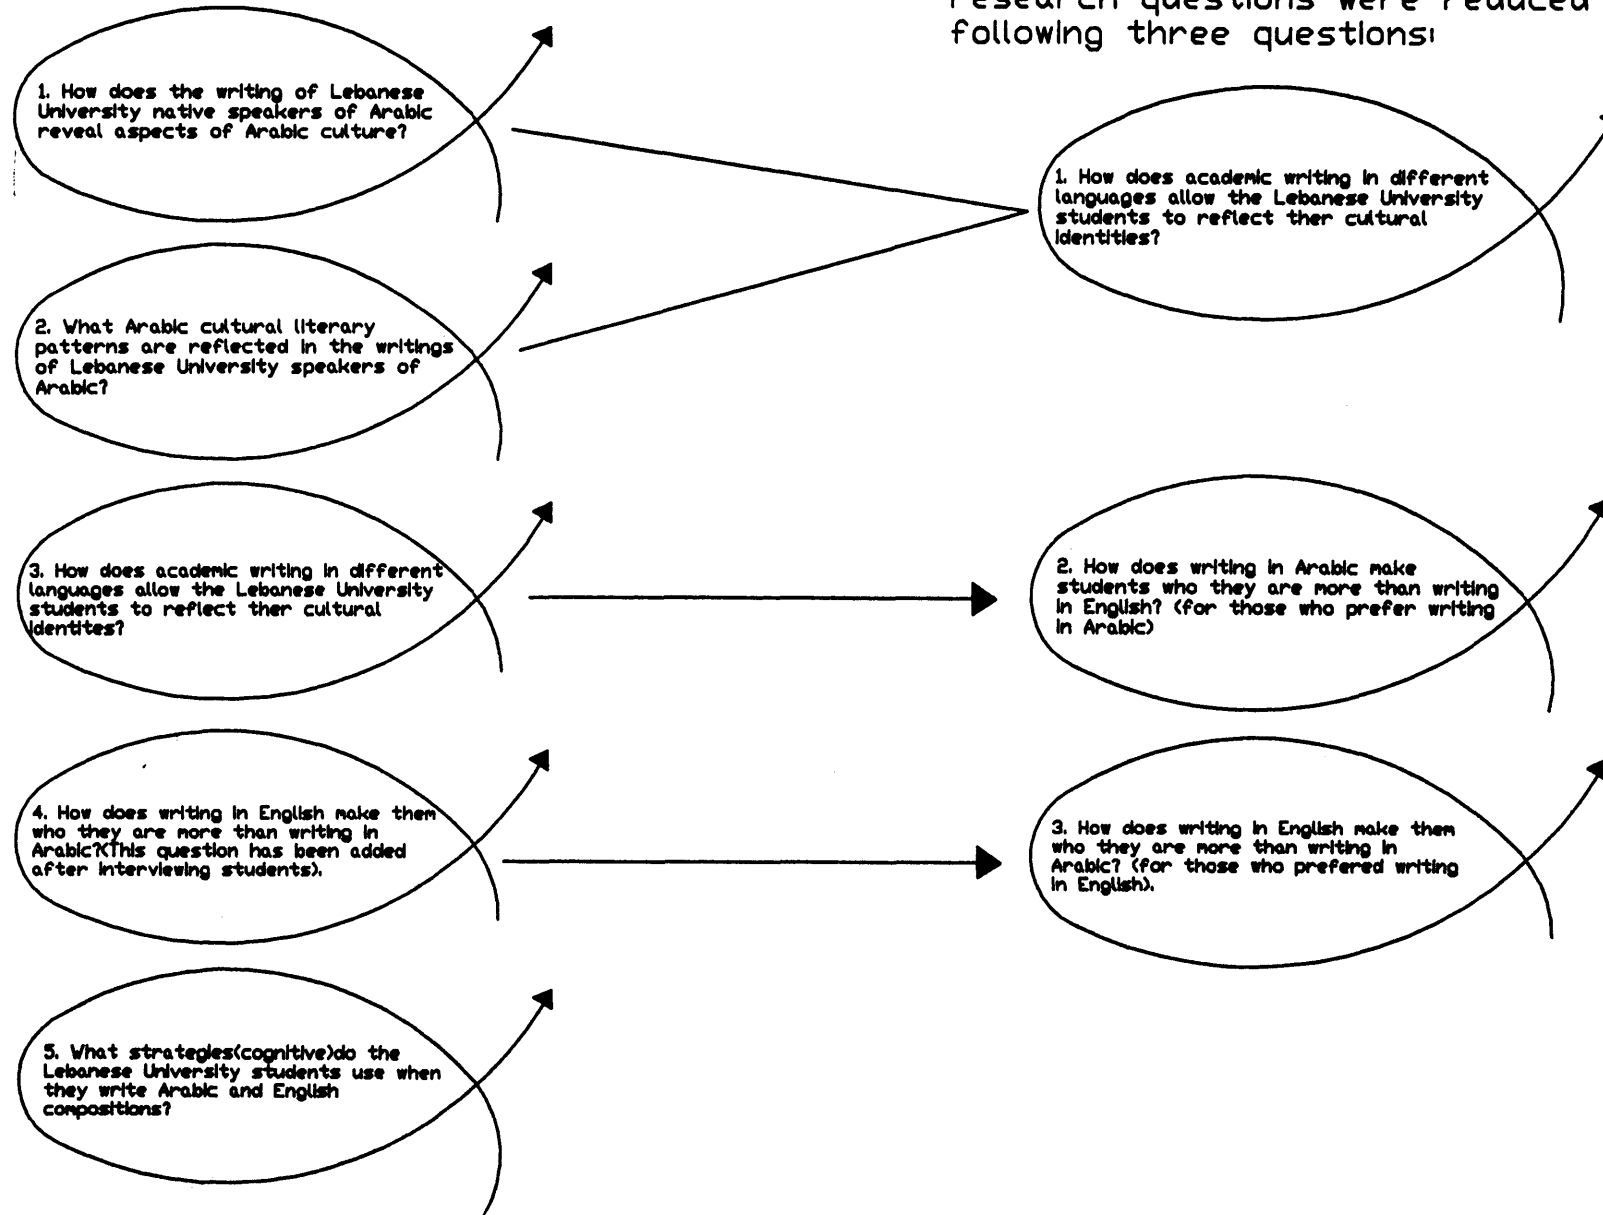 research questions were reduced
following three questions:
1. How does the writing of Lebanese
University native speakers of Arabic
reveal aspects of Arabic culture?
2. What Arabic cultural literary
patterns are reflected in the writings
of Lebanese University speakers of
Arabic?
3. How does academic writing in different
languages allow the Lebanese University
students to reflect ther cultural
identites?
4. How does writing in English make them
who they are more than writing in
Arabic?(This question has been added
after interviewing students).
5. What strategies(cognitive)do the
Lebanese University students use when
they write Arabic and English
compositions?
1. How does academic writing in different
languages allow the Lebanese University
students to reflect ther cultural
identities?
2. How does writing in Arabic make
students who they are more than writing
in English? (for those who prefer writing
in Arabic)
3. How does writing in English make them
who they are more than writing in
Arabic? (for those who prefered writing
in English).